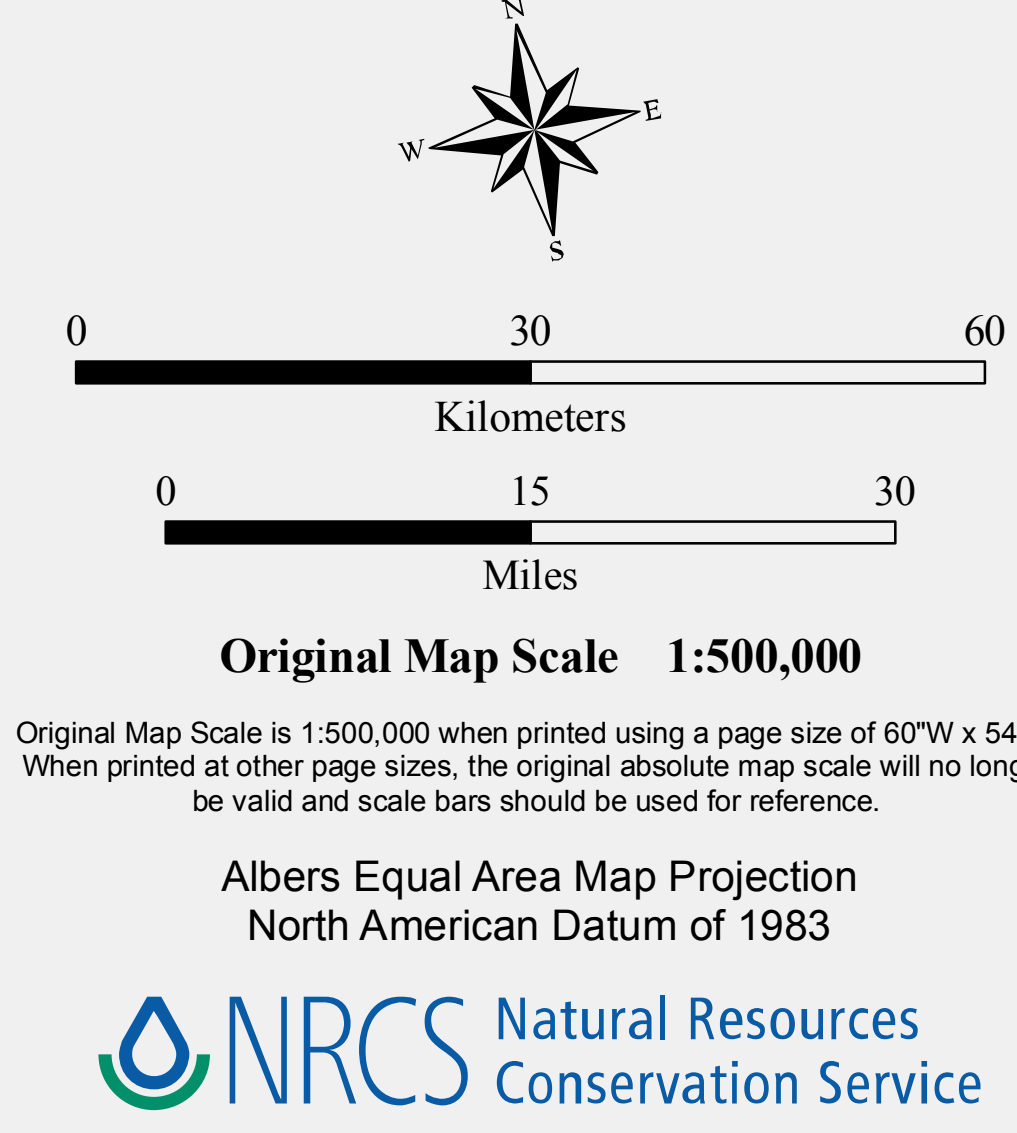 N
E
W
S
0 30 60
Kilometers
0 15 30
Miles
Original Map Scale 1:500,000
Original Map Scale is 1:500,000 when printed using a page size of 60"W x 54
When printed at other page sizes, the original absolute map scale will no long
be valid and scale bars should be used for reference.
Albers Equal Area Map Projection
North American Datum of 1983
NRCS Natural Resources
Conservation Service